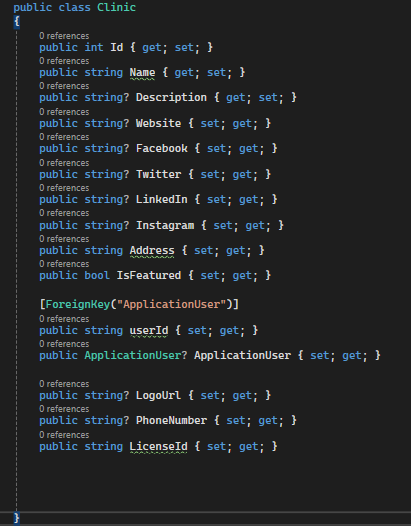 public class Clinic
{
0 references
public int Id { get; set; }
0 references
public string Name { get; set; }
0 references
public string? Description { get; set; }
0 references
public string? Website { set; get; }
0 references
public string? Facebook { set; get; }
0 references
public string? Twitter { set; get; }
0 references
public string? LinkedIn { set; get; }
0 references
public string? Instagram { set; get; }
0 references
public string Address { set; get; }
0 references
public bool IsFeatured { set; get; }
[ForeignKey("ApplicationUser")]
0 references
public string userId { set; get; }
0 references
public ApplicationUser? ApplicationUser { set; get; }
0 references
public string? LogoUrl { set; get; }
0 references
public string? PhoneNumber { set; get; }
0 references
public string LicenseId { set; get; }
}